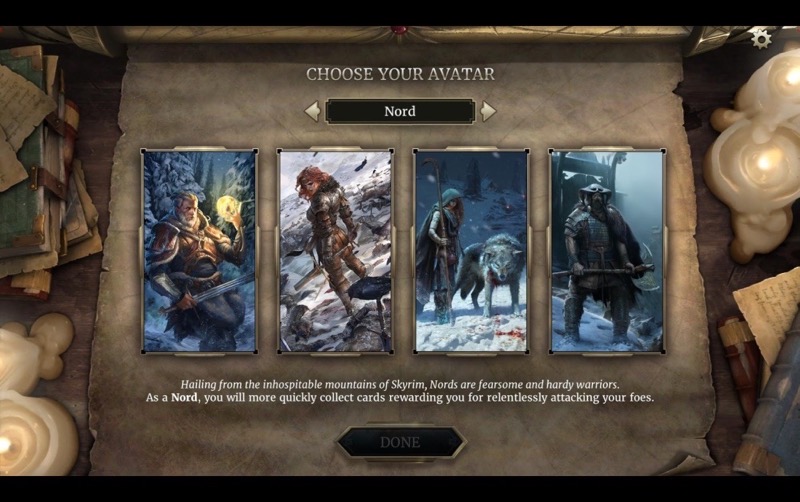 CHOOSE YOUR AVATAR
Nord
Hailing from the inhospitable mountains of Skyrim, Nords are fearsome and hardy warriors.
As a Nord, you will more quickly collect cards rewarding you for relentlessly attacking your foes.
DONE